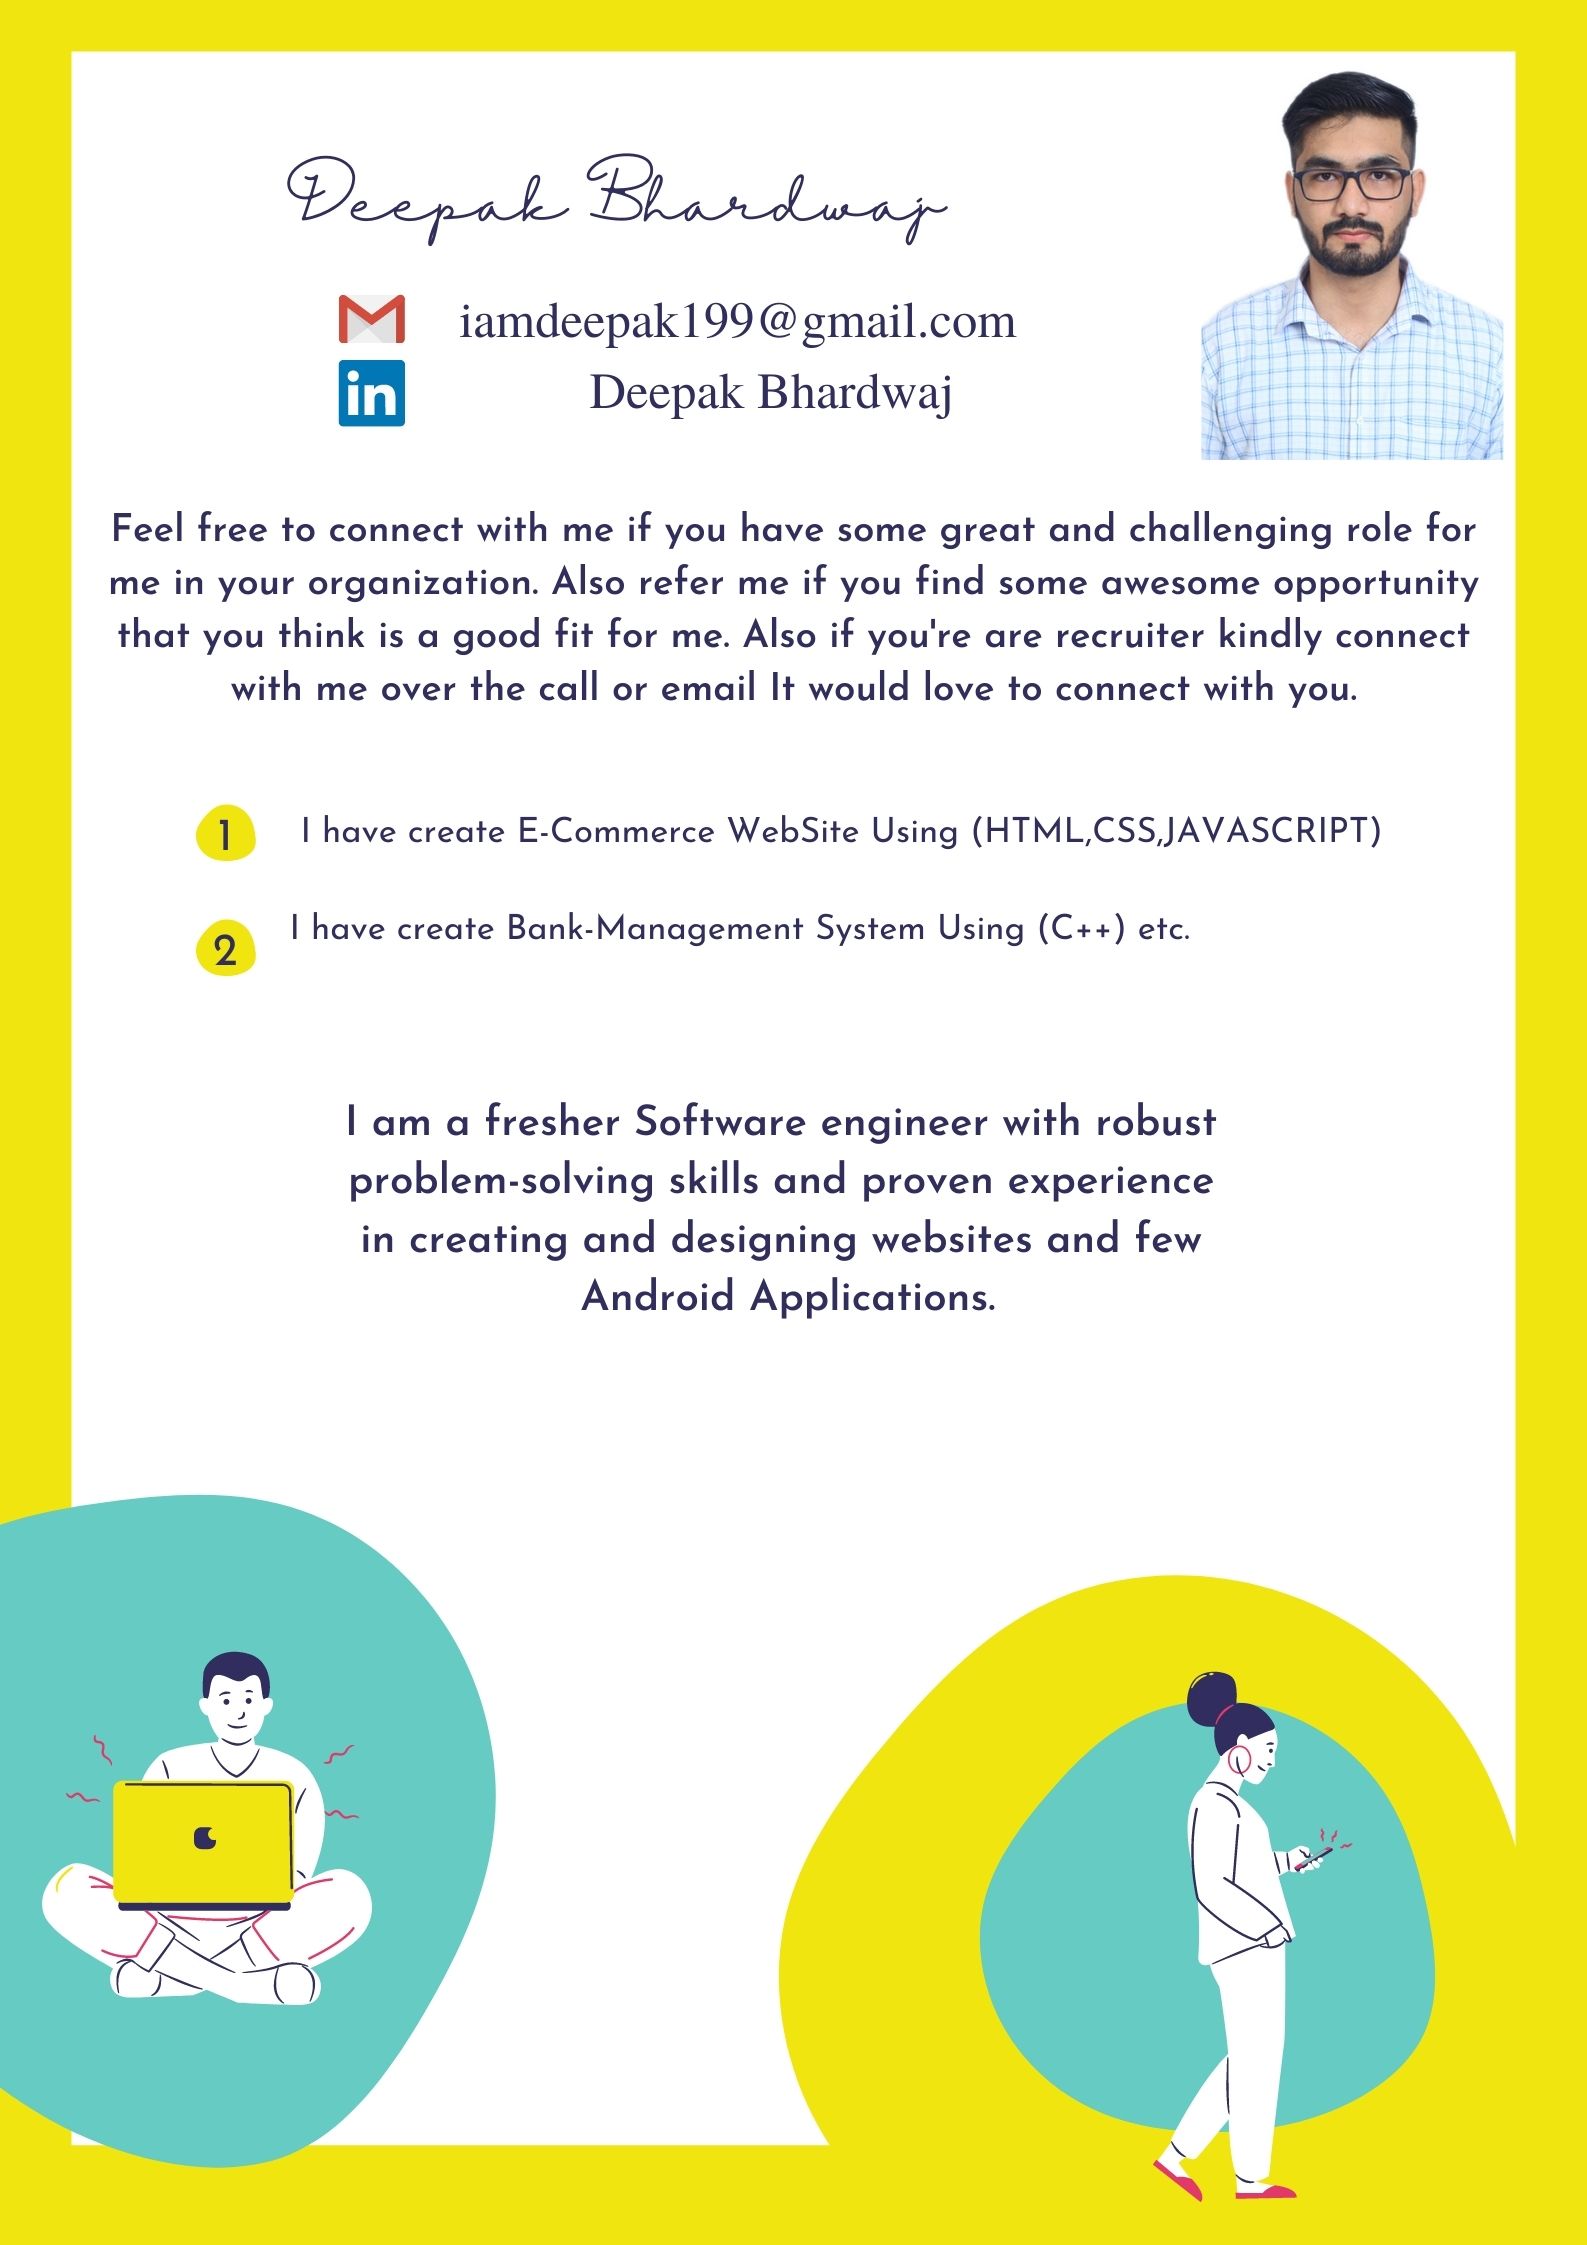 Deepak Bhardwaj
iamdeepak199@gmail.com
in
Deepak Bhardwaj
Feel free to connect with me if you have some great and challenging role for
me in your organization. Also refer me if you find some awesome opportunity
that you think is a good fit for me. Also if you're are recruiter kindly connect
with me over the call or email It would love to connect with you.
1 I have create E-Commerce WebSite Using (HTML,CSS,JAVASCRIPT)
2 I have create Bank-Management System Using (C++) etc.
I am a fresher Software engineer with robust
problem-solving skills and proven experience
in creating and designing websites and few
Android Applications.